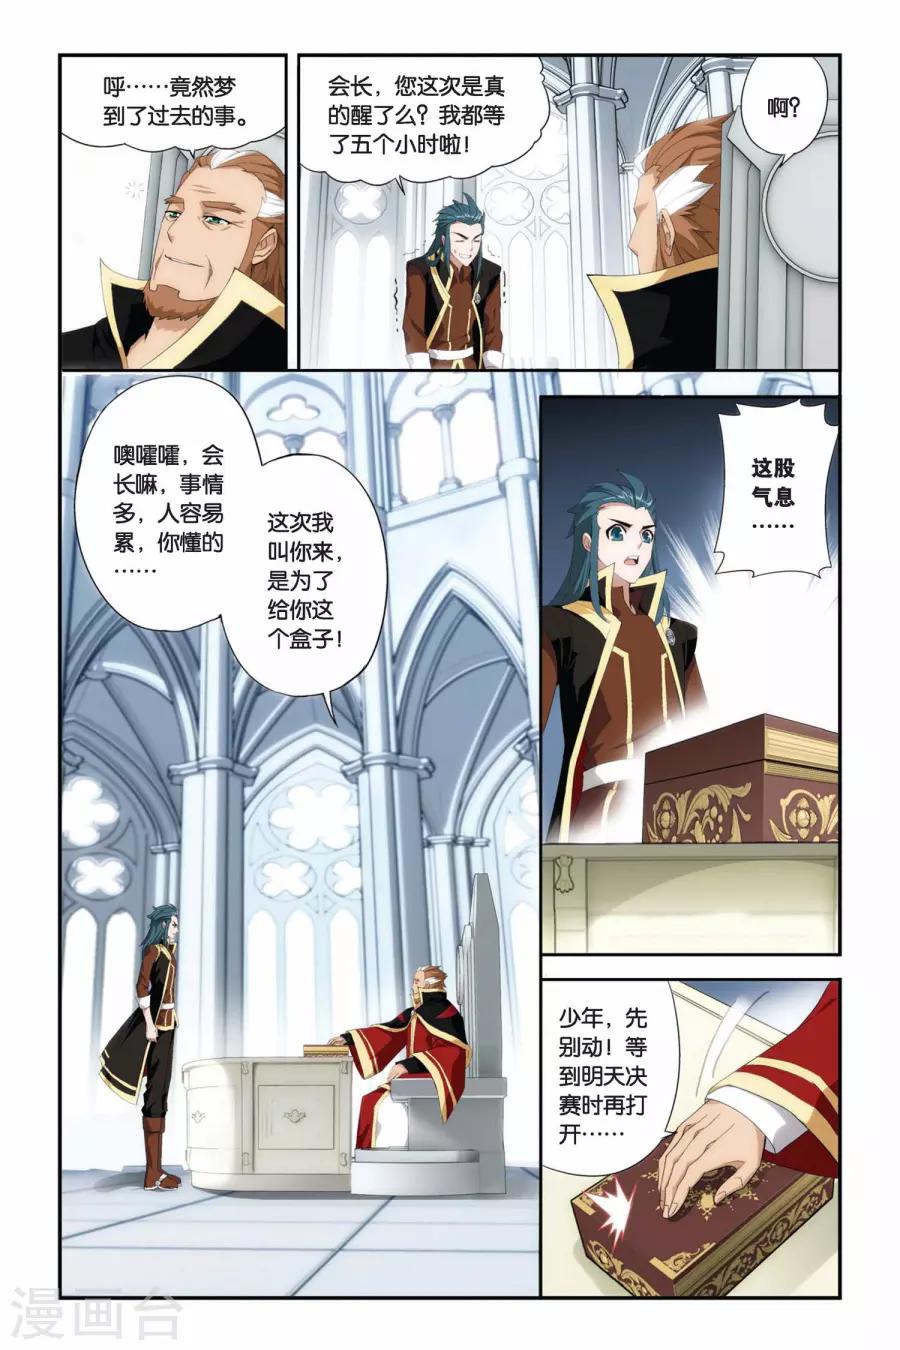 呼……竟然梦
到了过去的事。
会长，您这次是真
的醒了么？我都等
了五个小时啦！
啊？
噢嚯嚯，会
长嘛，事情
多，人容易
累，你懂的
……
这次我
叫你来，
是为了
给你这
个盒子！
这股
气息
……
少年，先
别动！等
到明天决
赛时再打
开……
漫画台